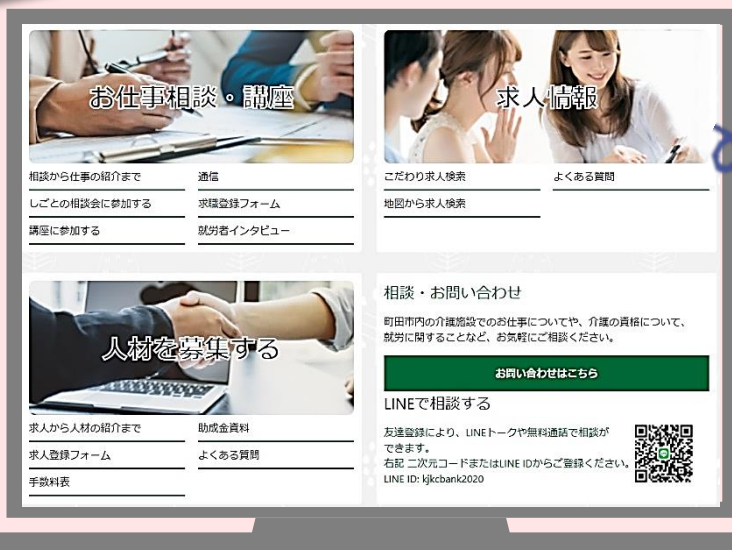 お仕事相談・講座
相談から仕事の紹介まで
通信
しごとの相談会に参加する
求職登録フォーム
講座に参加する
就労者インタビュー
求人情報
こだわり求人検索
よくある質問
地図から求人検索
人材を募集する
求人から人材の紹介まで
助成金資料
求人登録フォーム
よくある質問
手数料表
相談・お問い合わせ
町田市内の介護施設でのお仕事についてや、介護の資格について、
就労に関することなど、お気軽にご相談ください。
お問い合わせはこちら
LINEで相談する
友達登録により、LINEトークや無料通話で相談が
できます。
右記 二次元コードまたはLINE IDからご登録ください。
LINE ID: kjkcbank2020